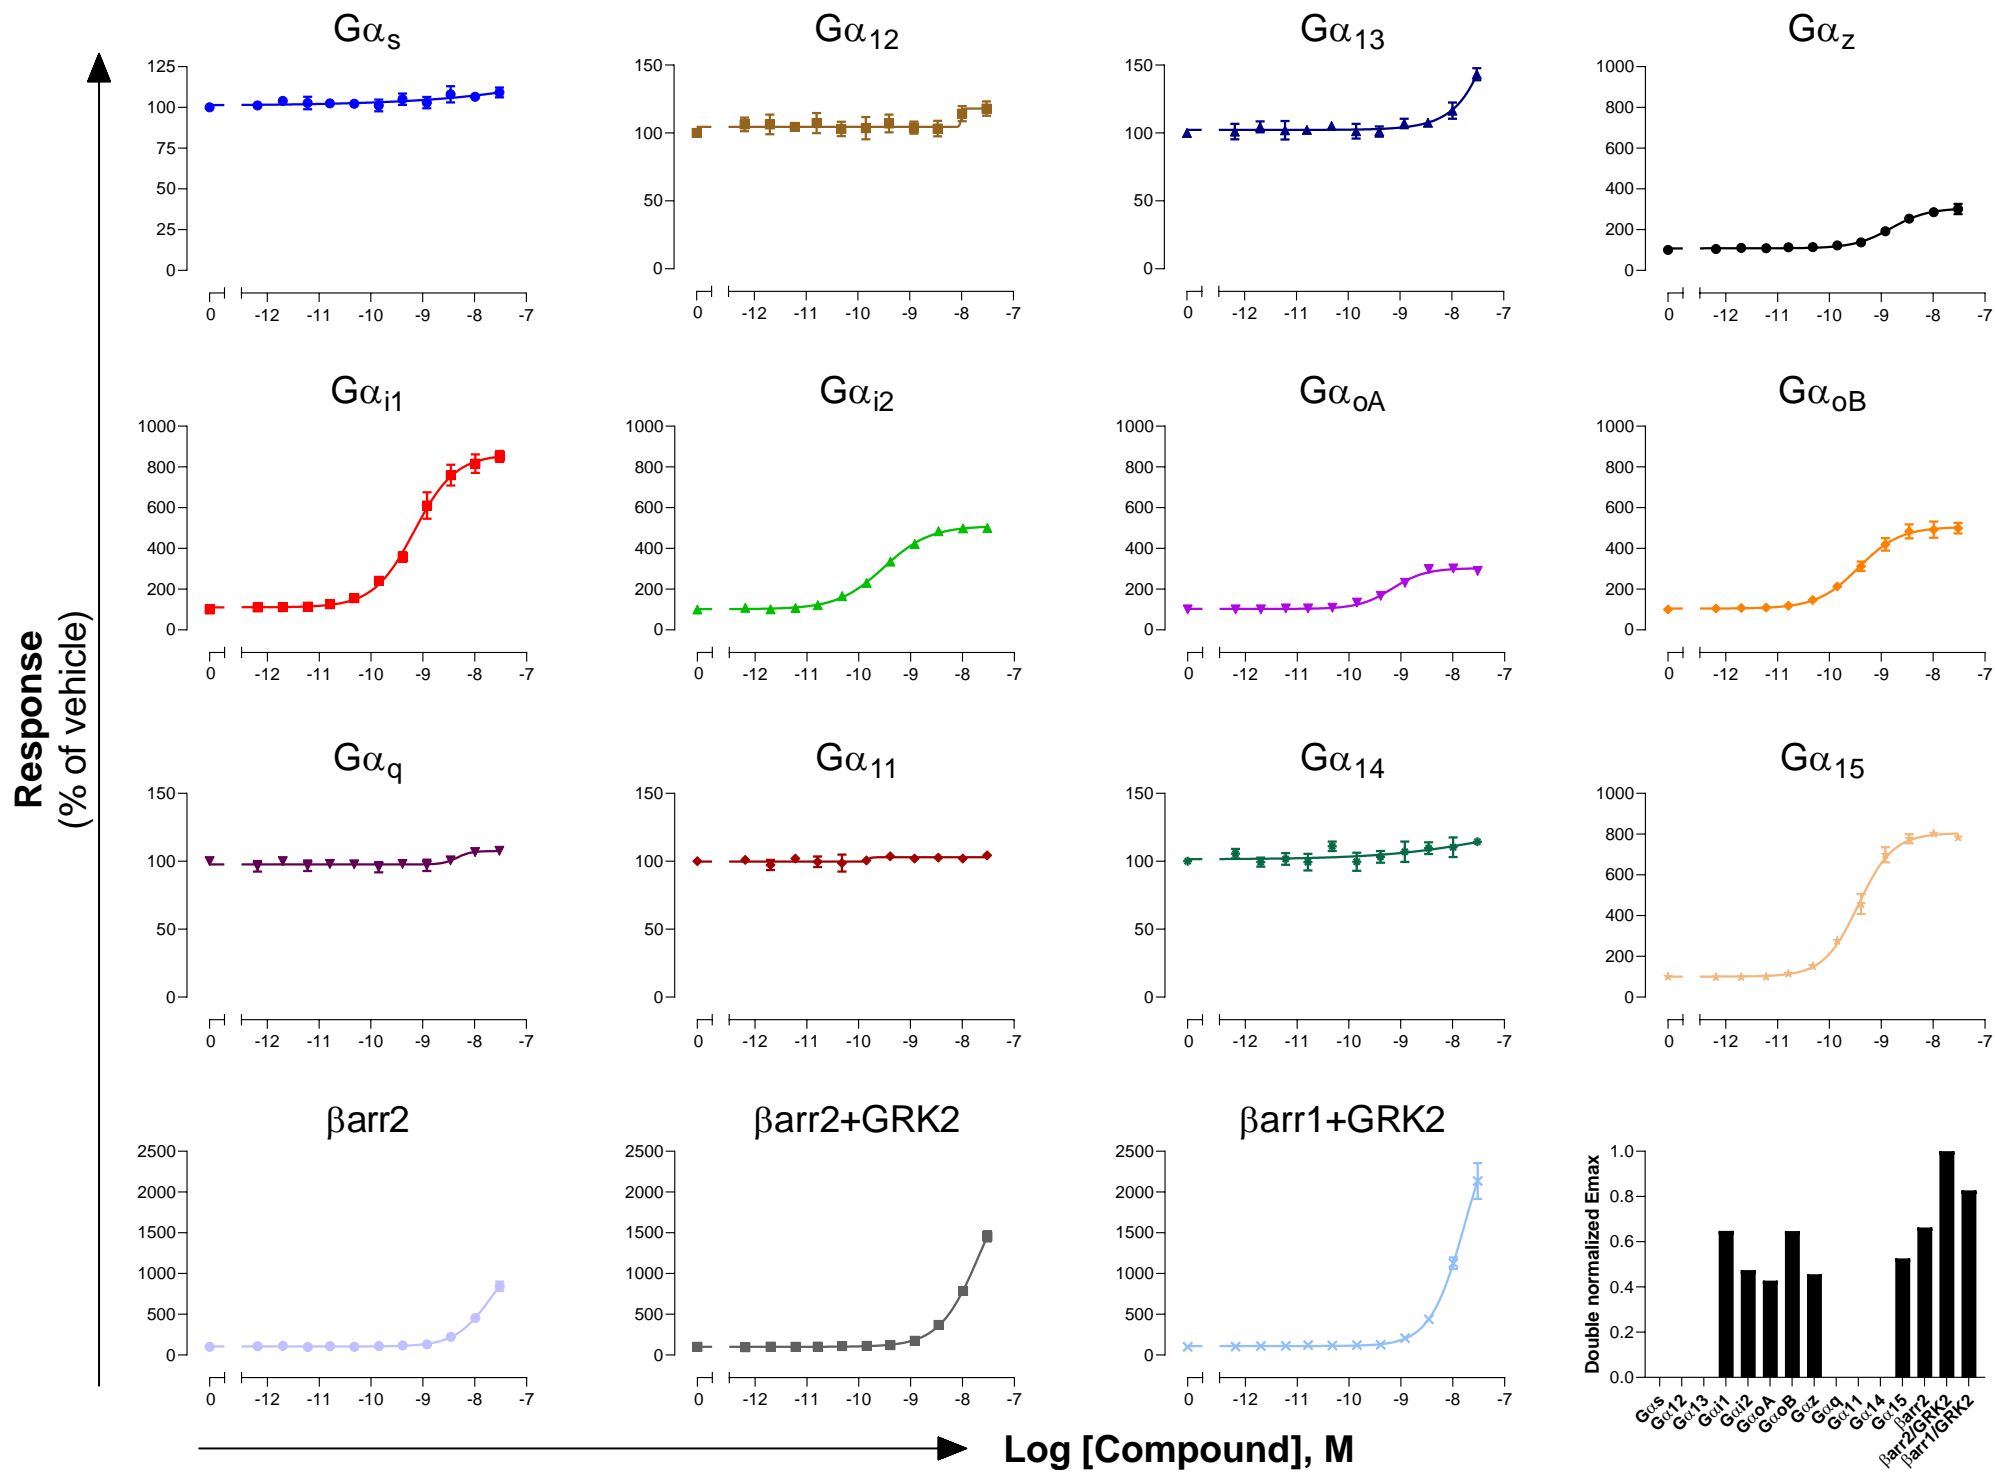 Gαs Gα12 Gα13 Gαz
125 150 150 1000
100 800
75 100 100 600
50 50 50 400
25 200
0 0 0 0
0 -12 -11 -10 -9 -8 -7 0 -12 -11 -10 -9 -8 -7 0 -12 -11 -10 -9 -8 -7 0 -12 -11 -10 -9 -8 -7
Gαi1 Gαi2 GαoA GαoB
1000 1000 1000 1000
800 800 800 800
600 600 600 600
400 400 400 400
200 200 200 200
0 0 0 0
0 -12 -11 -10 -9 -8 -7 0 -12 -11 -10 -9 -8 -7 0 -12 -11 -10 -9 -8 -7 0 -12 -11 -10 -9 -8 -7
Response
(% of vehicle)
Gαq Gα11 Gα14 Gα15
150 150 150 1000
800
100 100 100 600
50 50 50 400
200
0 0 0 0
0 -12 -11 -10 -9 -8 -7 0 -12 -11 -10 -9 -8 -7 0 -12 -11 -10 -9 -8 -7 0 -12 -11 -10 -9 -8 -7
βarr2 βarr2+GRK2 βarr1+GRK2
2500 2500 2500 1.0
2000 2000 2000 0.8
1500 1500 1500 0.6
1000 1000 1000 0.4
500 500 500 0.2
0 0 0 0.0
0 -12 -11 -10 -9 -8 -7 0 -12 -11 -10 -9 -8 -7 0 -12 -11 -10 -9 -8 -7
Double normalized Emax
Gαs Gα12 Gα13 Gαi1 Gαi2 GαoA GαoB Gαz Gαq Gα11 Gα14 Gα15 βarr2 βarr2/GRK2 βarr1/GRK2
Log [Compound], M